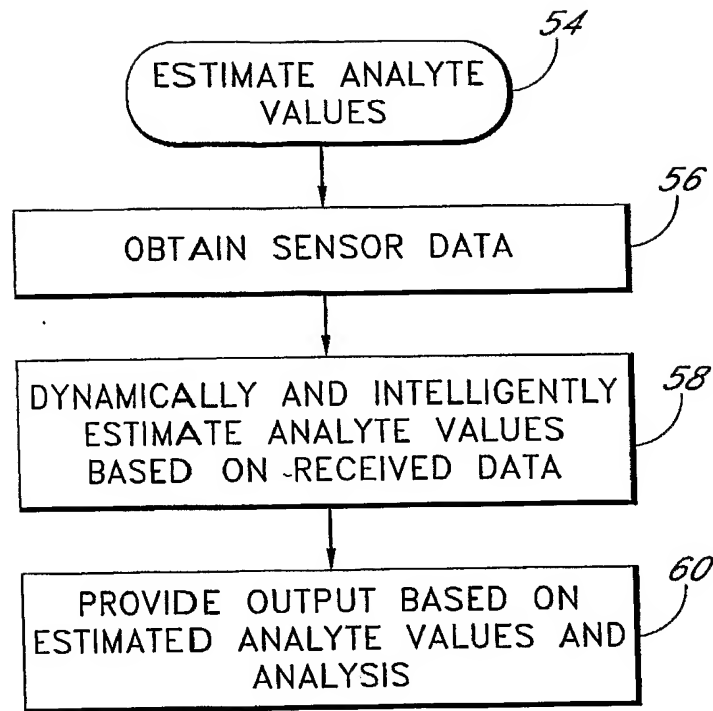 54
ESTIMATE ANALYTE
VALUES
56
OBTAIN SENSOR DATA
58
DYNAMICALLY AND INTELLIGENTLY
ESTIMATE ANALYTE VALUES
BASED ON RECEIVED DATA
60
PROVIDE OUTPUT BASED ON
ESTIMATED ANALYTE VALUES AND
ANALYSIS